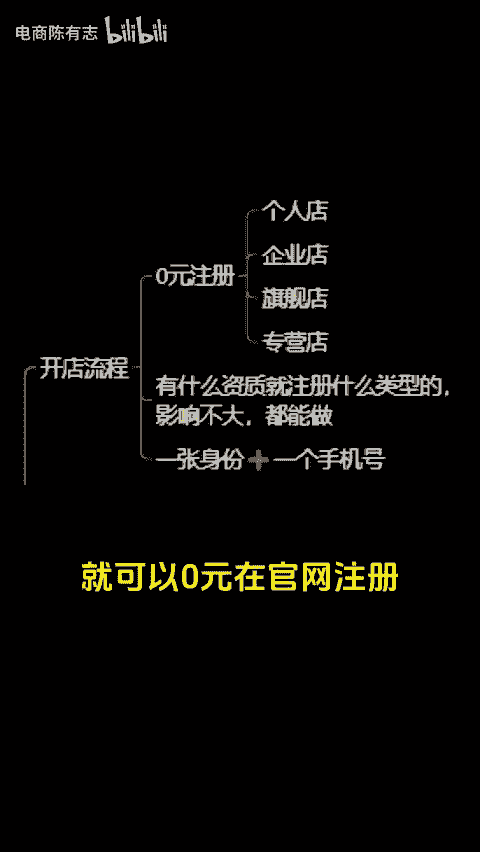 电商陈有志 bilibili
个人店
企业店
0元注册
旗舰店
专营店
开店流程
有什么资质就注册什么类型的，
影响不大，都能做
一张身份+一个手机号
就可以0元在官网注册